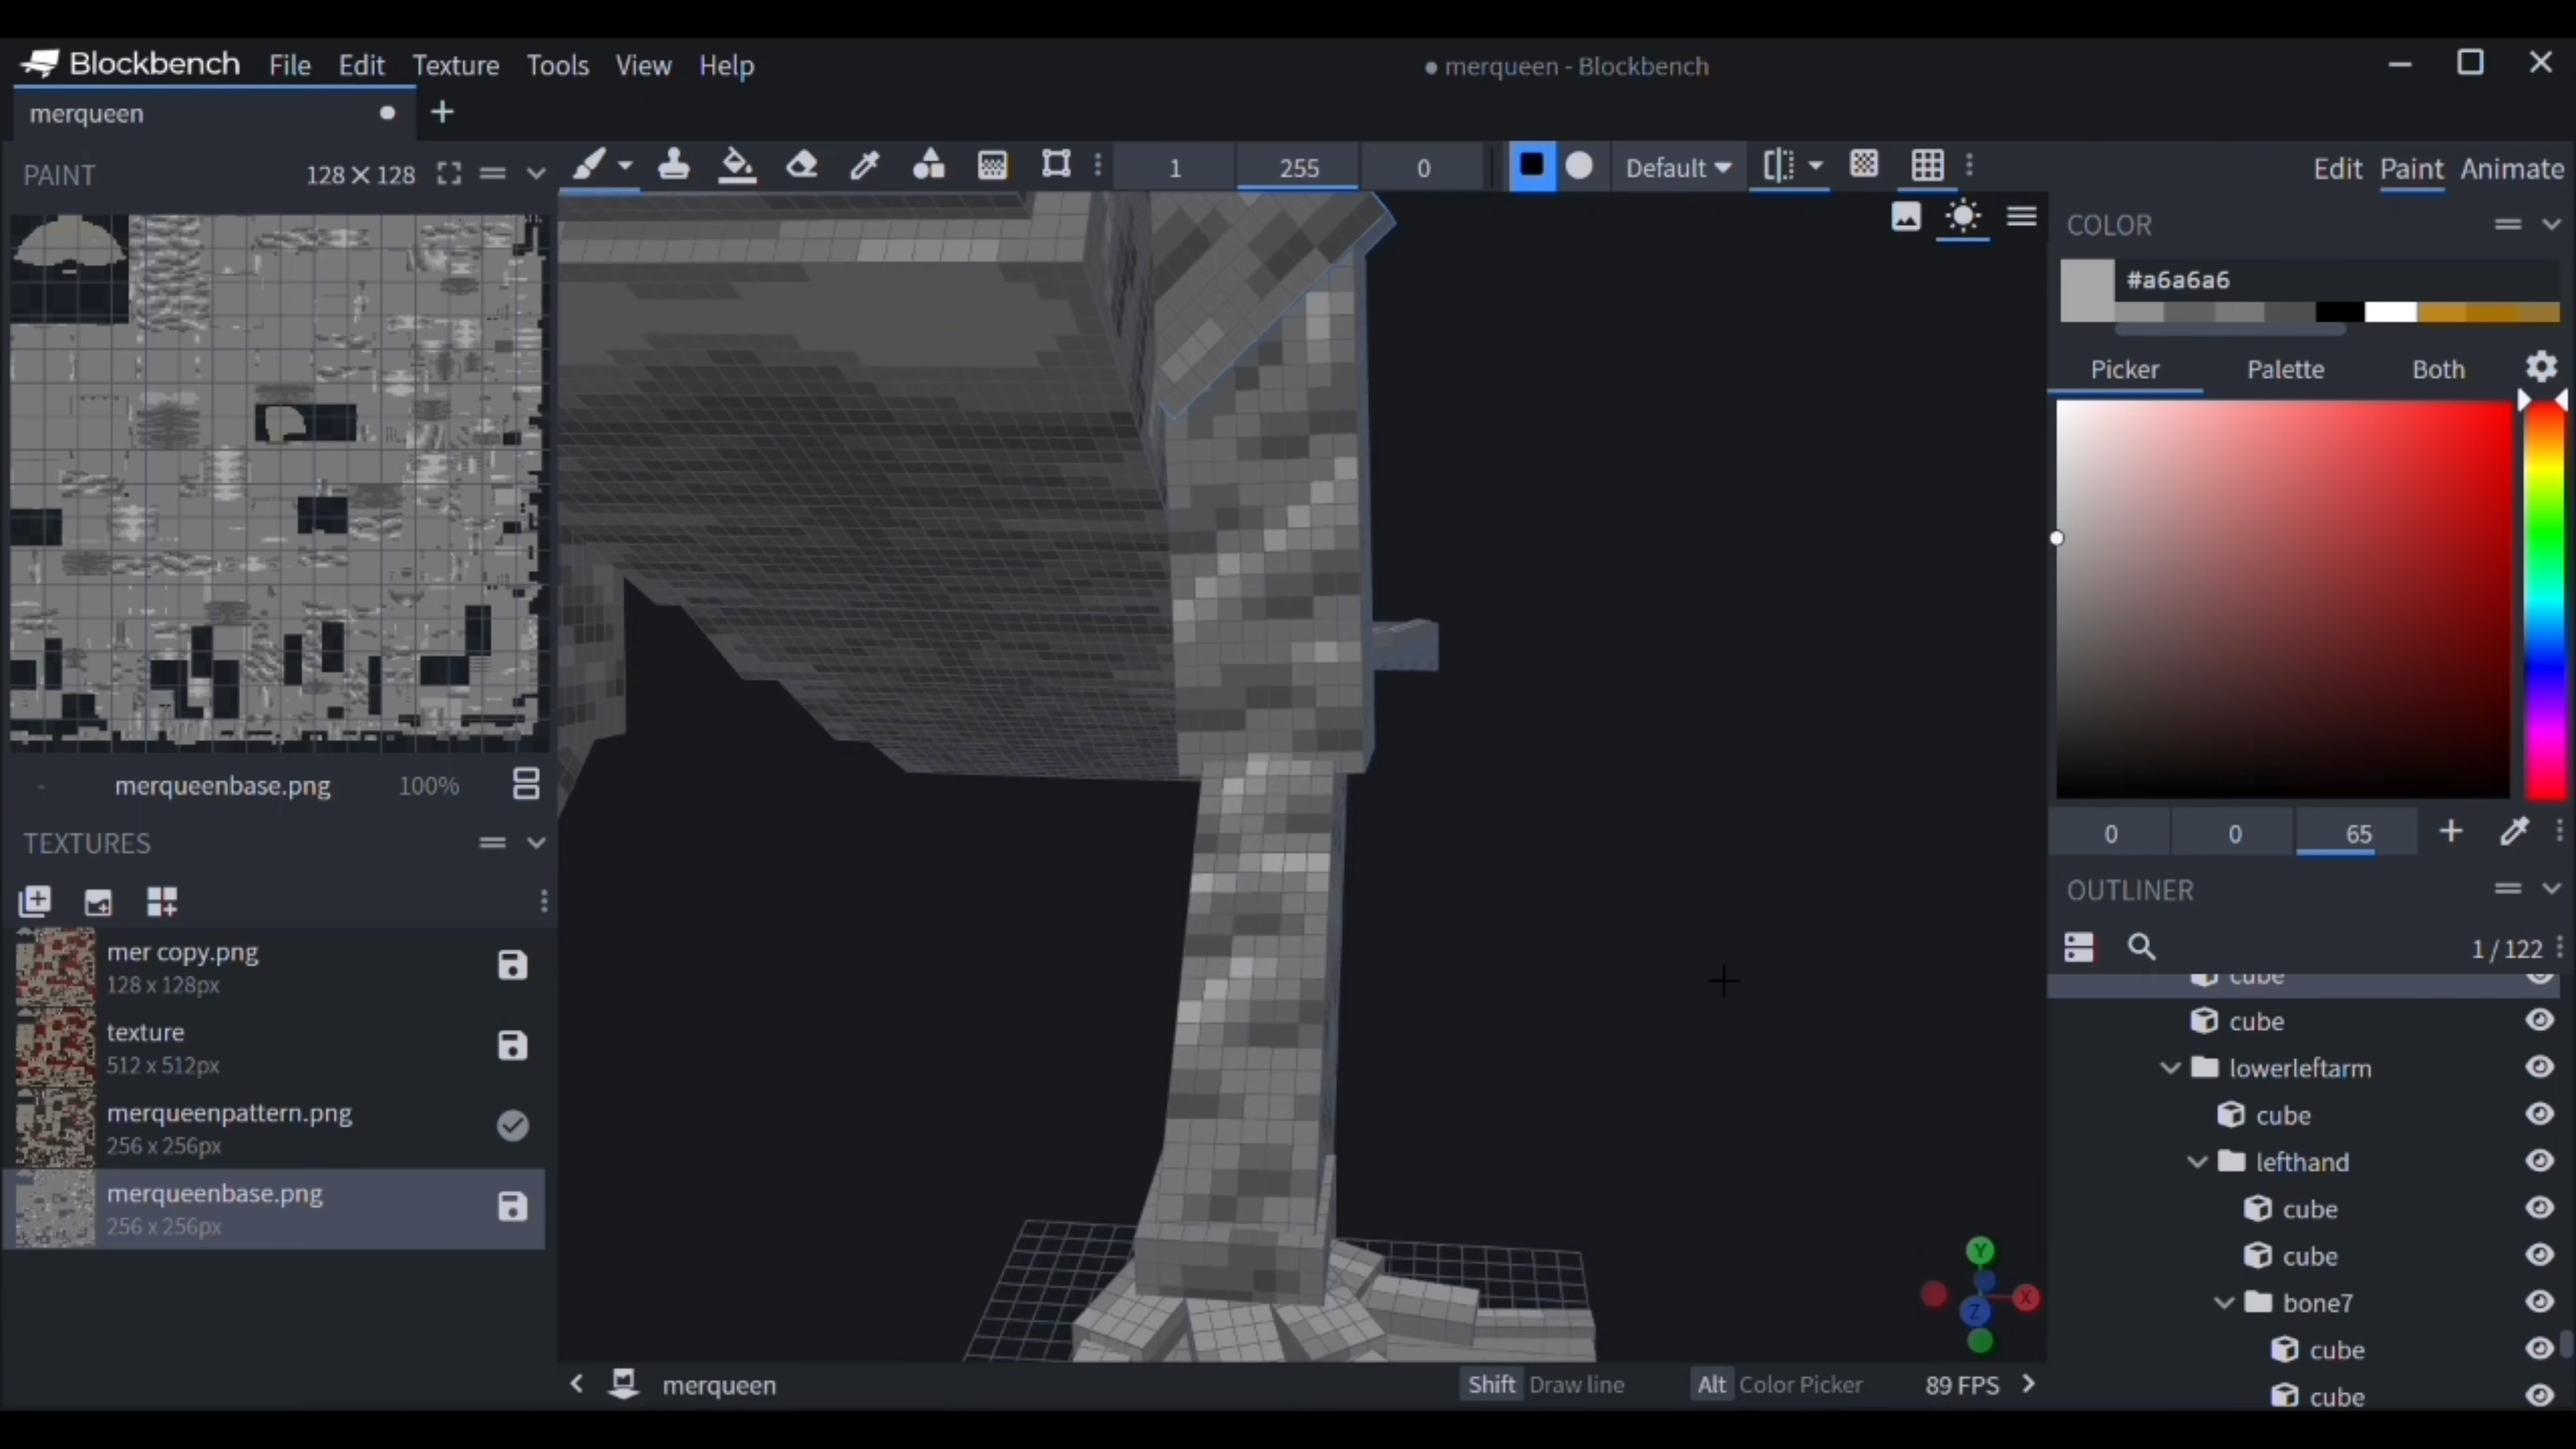 Blockbench File Edit Texture Tools View Help
● merqueen - Blockbench
merqueen
PAINT 128 × 128
1 255 0 Default
Edit Paint Animate
COLOR
#a6a6a6
Picker Palette Both
merqueenbase.png 100%
0 0 65
TEXTURES
mer copy.png
128 x 128px
texture
512 x 512px
merqueenpattern.png
256 x 256px
merqueenbase.png
256 x 256px
OUTLINER
1 / 122
cube
cube
lowerleftarm
cube
lefthand
cube
cube
bone7
cube
cube
Y
X
Z
merqueen
Shift Draw line Alt Color Picker 89 FPS